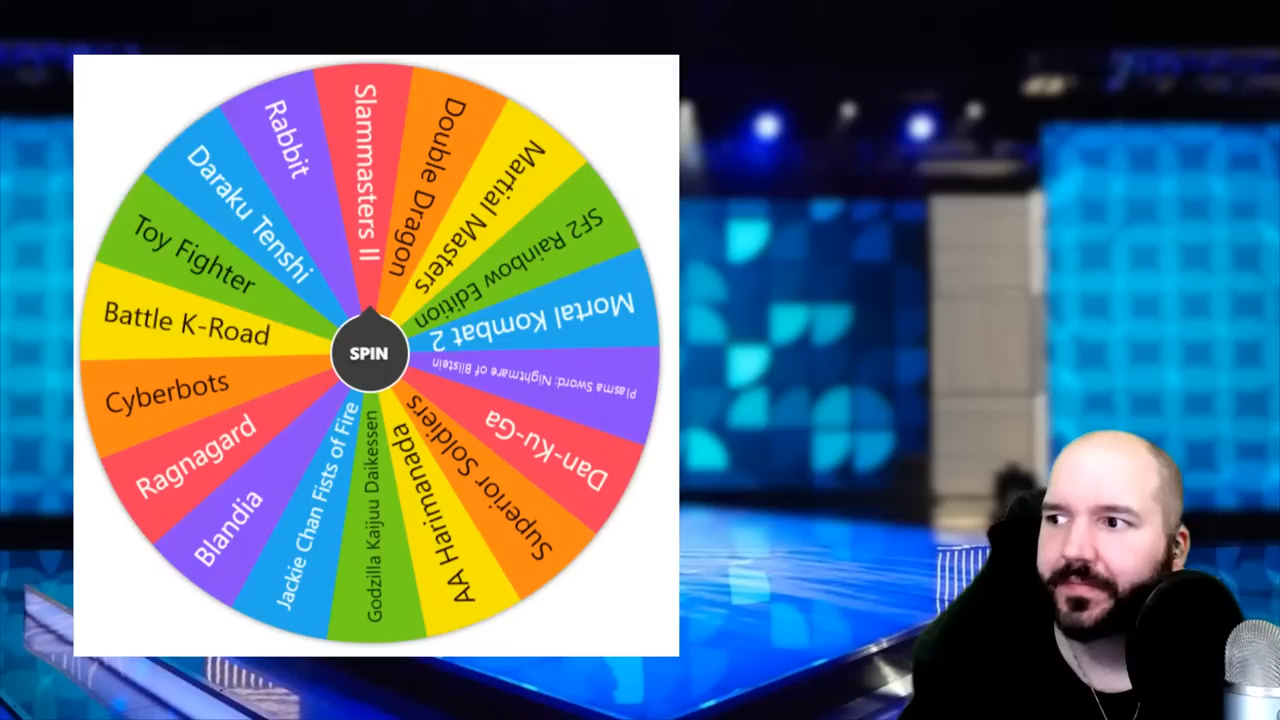 Slammasters II
Double Dragon
Martial Masters
SF2 Rainbow Edition
Mortal Kombat 2
Plasma Sword: Nightmare of Bilstein
Dan-Ku-Ga
Superior Soldiers
AA Harimanada
Godzilla Kaijuu Daikessen
Jackie Chan Fists of Fire
Blandia
Ragnagard
Cyberbots
Battle K-Road
Toy Fighter
Daraku Tenshi
Rabbit
SPIN